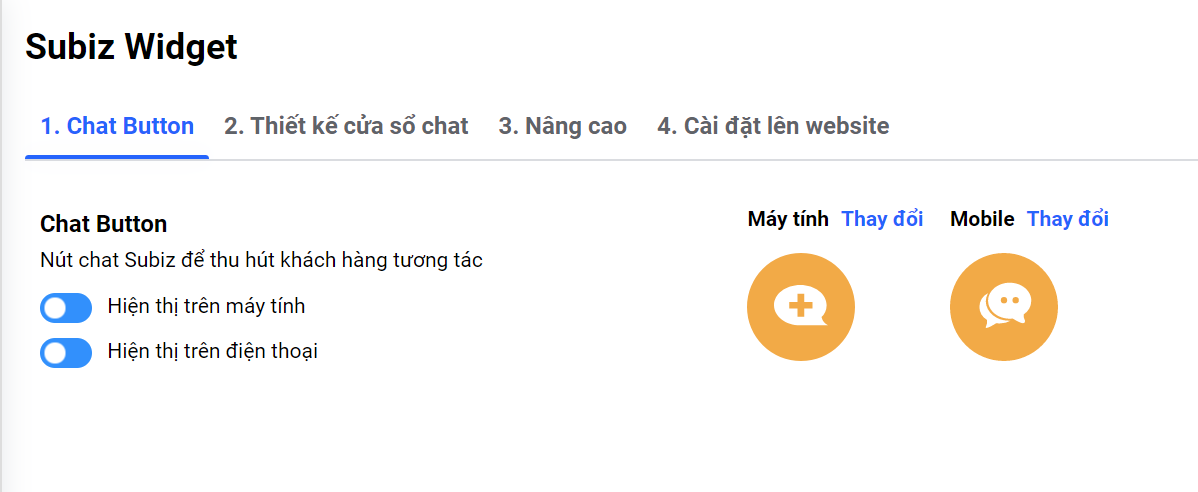 Subiz Widget
1. Chat Button 2. Thiết kế cửa sổ chat 3. Nâng cao 4. Cài đặt lên website
Chat Button
Nút chat Subiz để thu hút khách hàng tương tác
Hiện thị trên máy tính
Hiện thị trên điện thoại
Máy tính Thay đổi Mobile Thay đổi